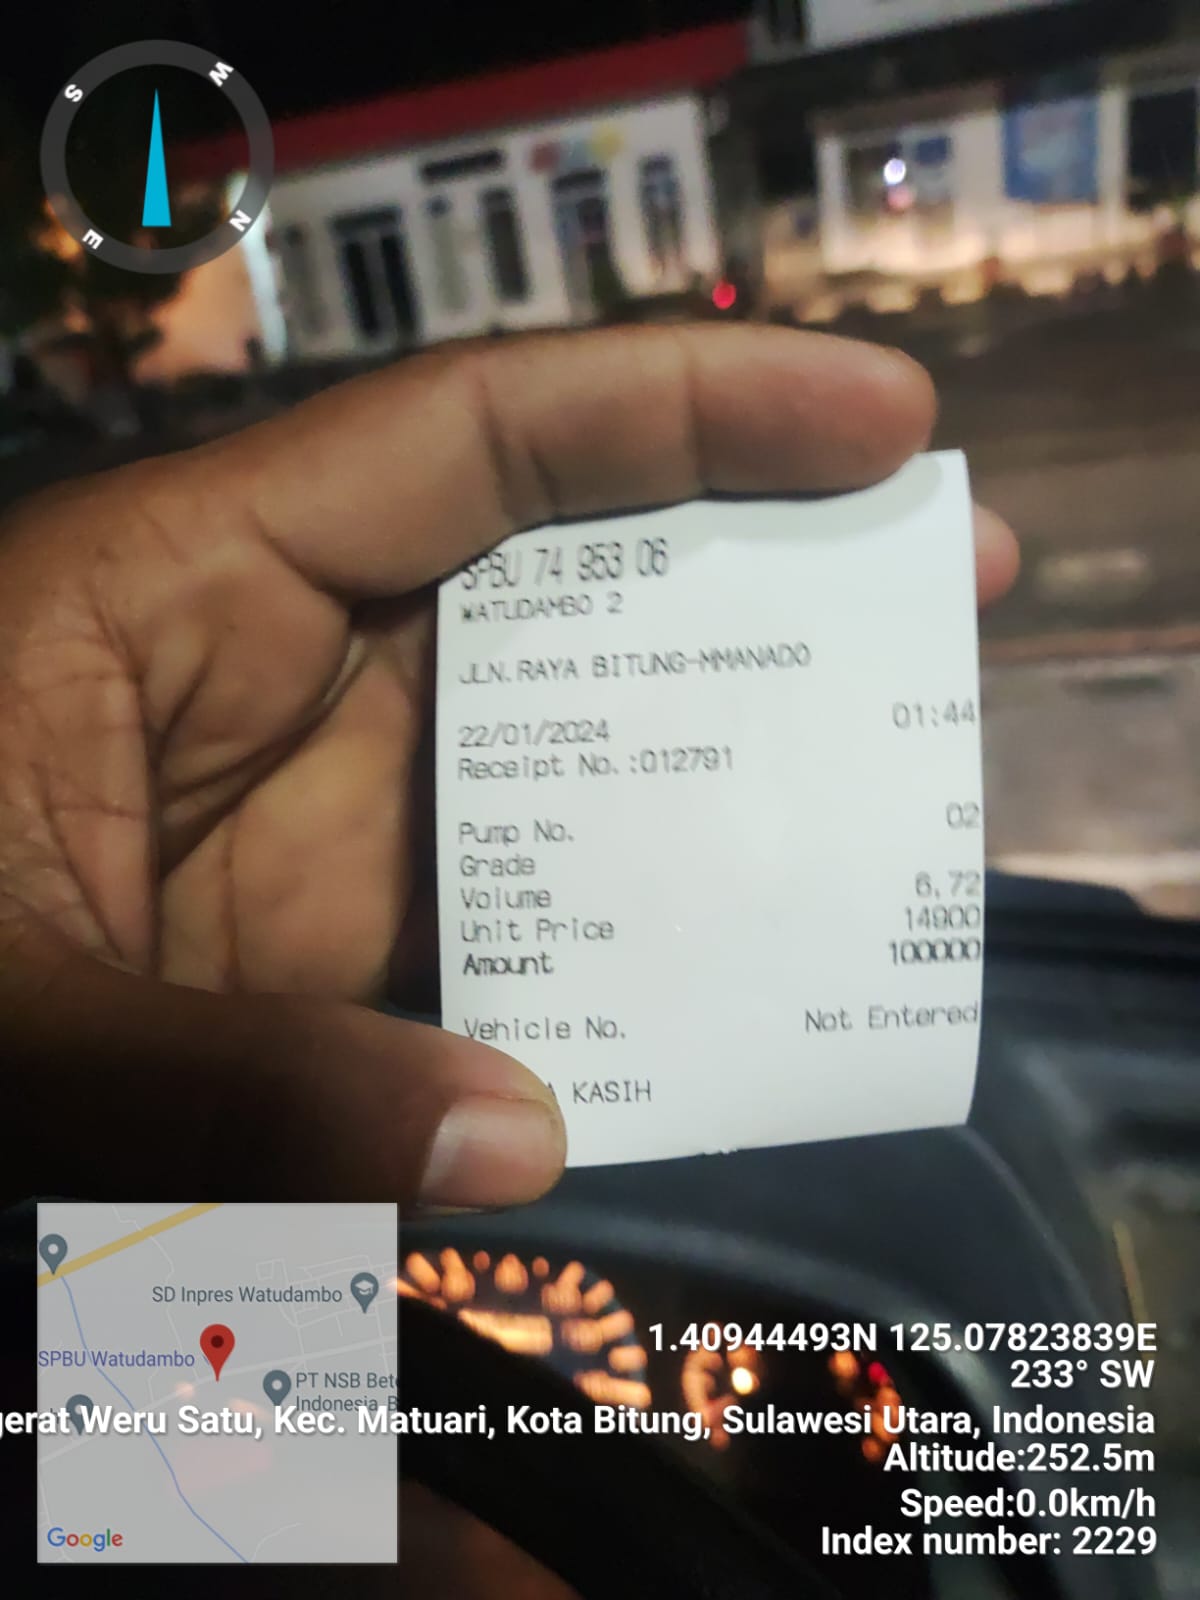 S
W
N
E
SPBU 74 953 06
WATUDAMBO 2
JLN.RAYA BITUNG-MMANADO
22/01/2024 01:44
Receipt No.:012791
Pump No. 02
Grade
Volume 6,72
Unit Price 14900
Amount 100000
Vehicle No. Not Entered
KASIH
SD Inpres Watudambo
SPBU Watudambo
PT NSB
Indonesia
Google
1.40944493N 125.07823839E
233° SW
Weru Satu, Kec. Matuari, Kota Bitung, Sulawesi Utara, Indonesia
Altitude:252.5m
Speed:0.0km/h
Index number: 2229